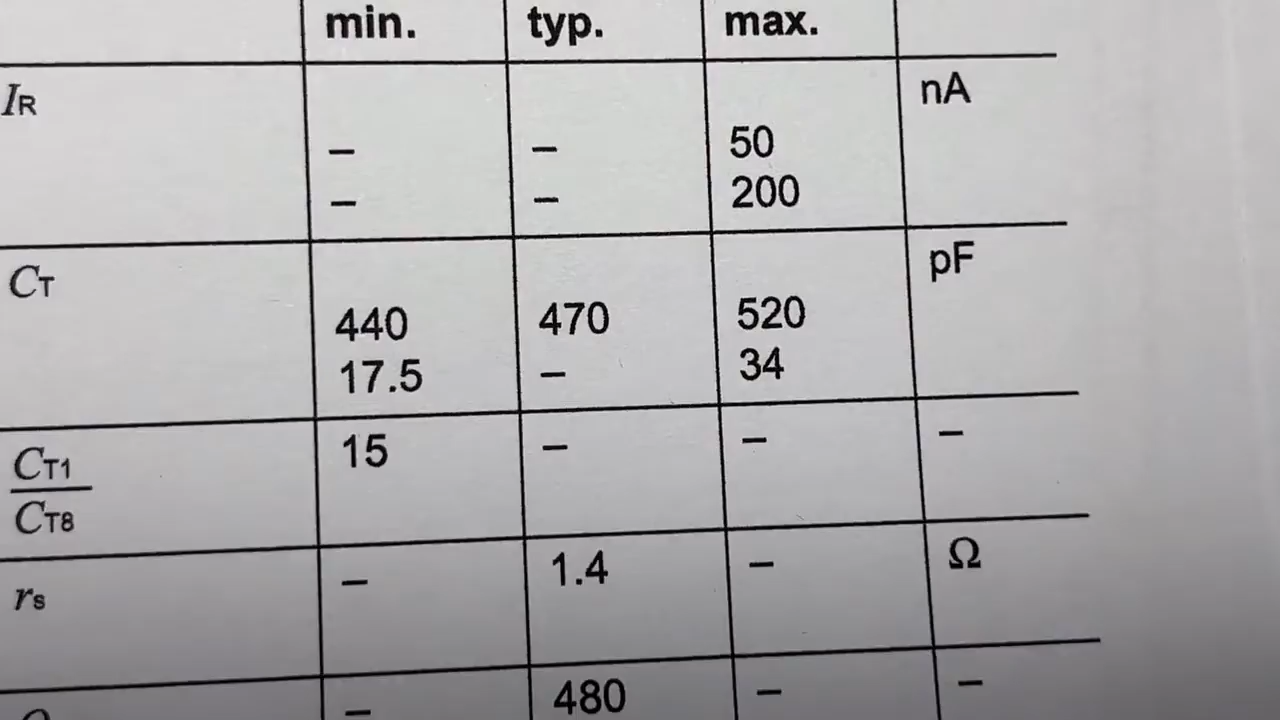 min. typ. max.
IR nA
– – 50
– – 200
CT pF
440 470 520
17.5 – 34
CT1 15 – – –
CT8
rs – 1.4 – Ω
– 480 – –